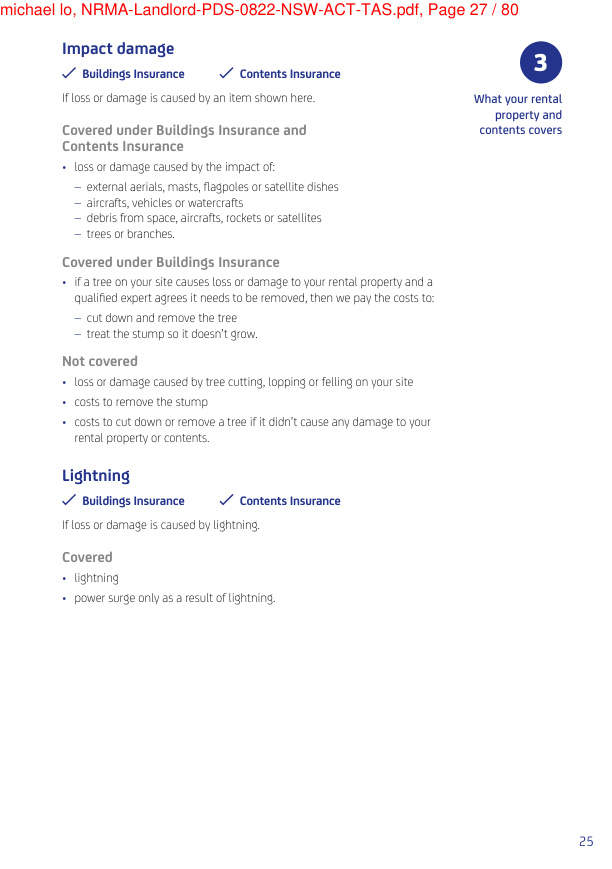 michael lo, NRMA-Landlord-PDS-0822-NSW-ACT-TAS.pdf, Page 27 / 80
Impact damage
Buildings Insurance
Contents Insurance
If loss or damage is caused by an item shown here.
Covered under Buildings Insurance and
Contents Insurance
• loss or damage caused by the impact of:
– external aerials, masts, flagpoles or satellite dishes
– aircrafts, vehicles or watercrafts
– debris from space, aircrafts, rockets or satellites
– trees or branches.
Covered under Buildings Insurance
• if a tree on your site causes loss or damage to your rental property and a
qualified expert agrees it needs to be removed, then we pay the costs to:
– cut down and remove the tree
– treat the stump so it doesn't grow.
Not covered
• loss or damage caused by tree cutting, lopping or felling on your site
• costs to remove the stump
• costs to cut down or remove a tree if it didn't cause any damage to your
rental property or contents.
Lightning
Buildings Insurance
Contents Insurance
If loss or damage is caused by lightning.
Covered
• lightning
• power surge only as a result of lightning.
3
What your rental
property and
contents covers
25